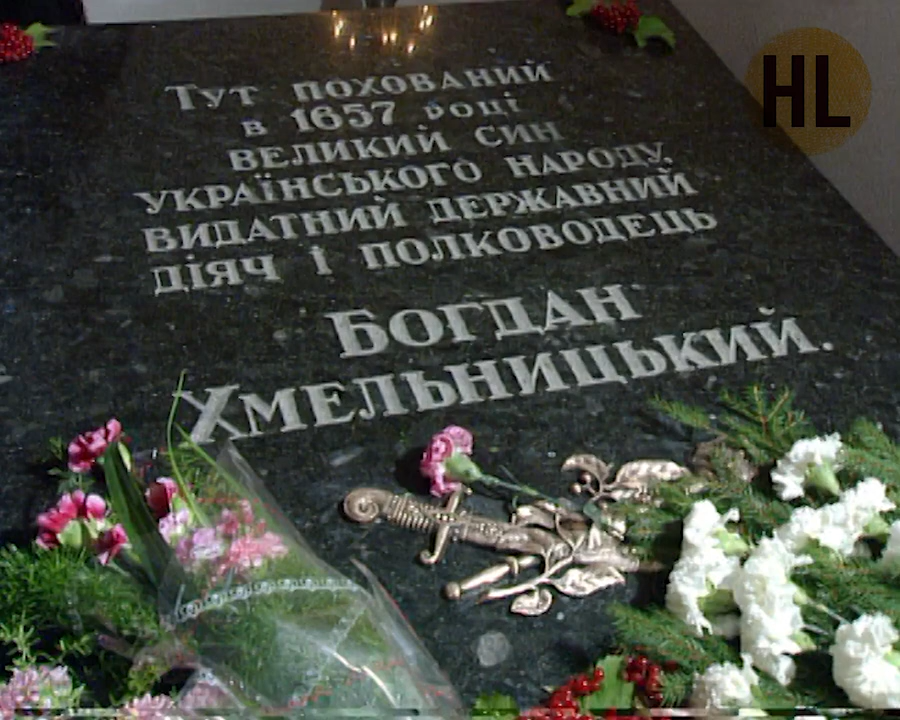 HL
Тут похований
в 1657 році
великий син
українського народу,
видатний державний
діяч і полководець
Богдан
Хмельницький.